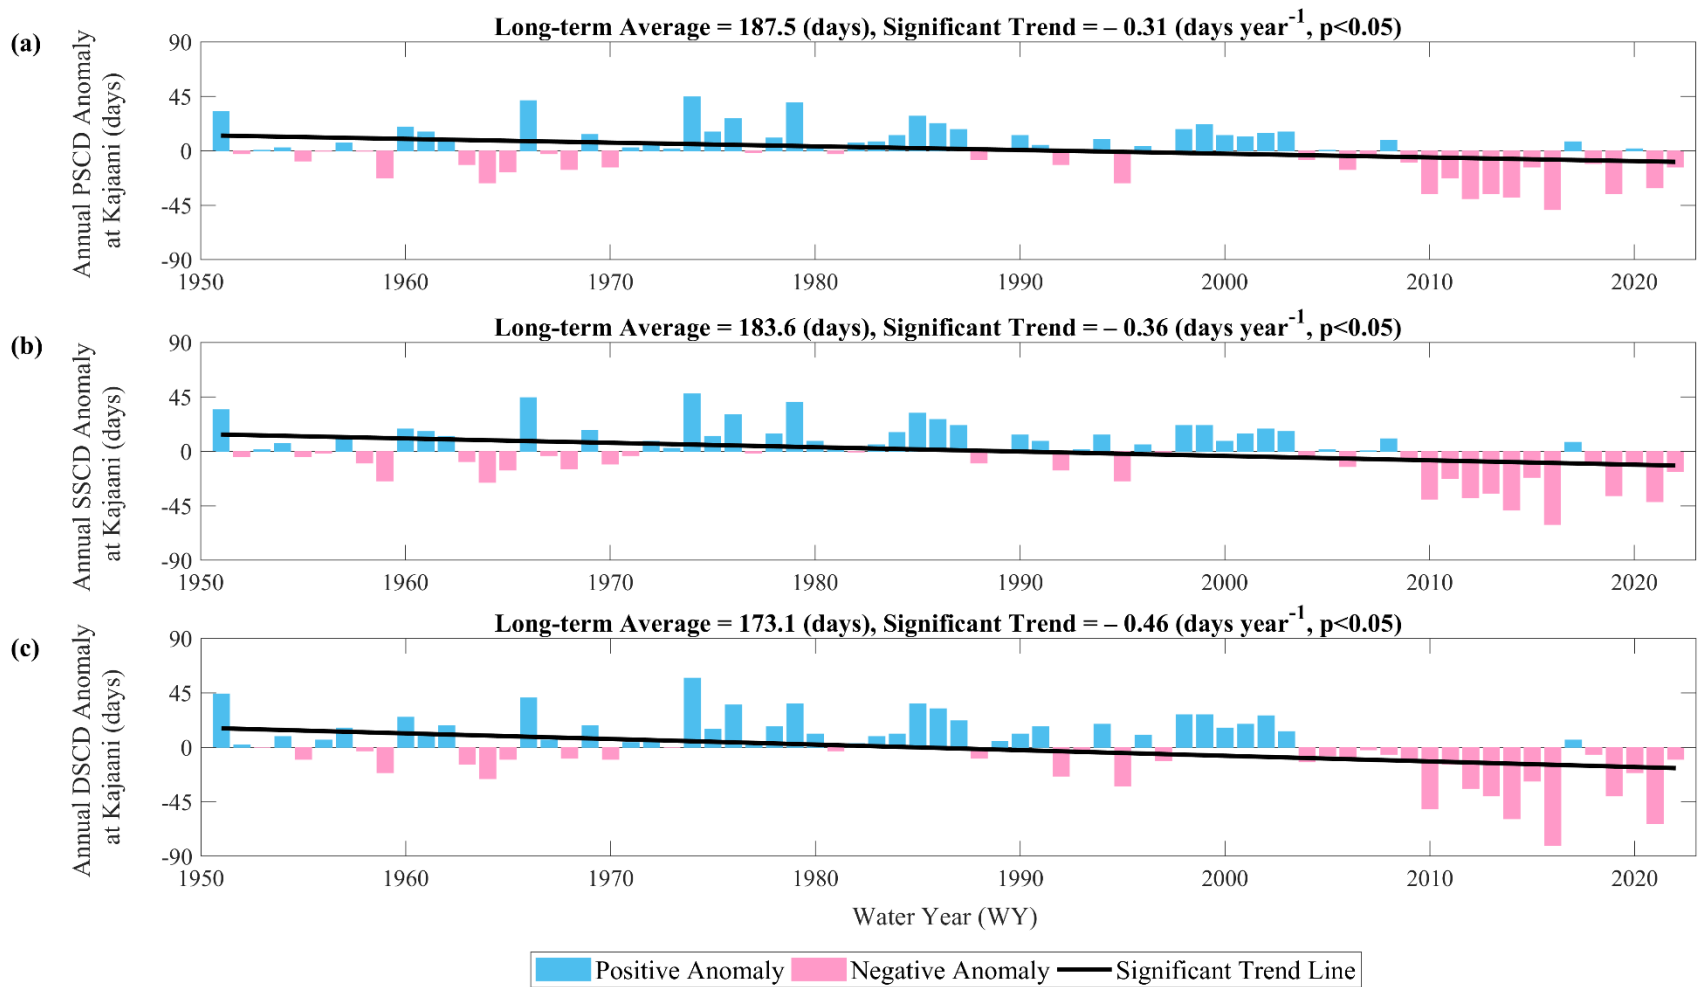 (a)
Long-term Average = 187.5 (days), Significant Trend = – 0.31 (days year⁻¹, p<0.05)
Annual PSCD Anomaly
at Kajaani (days)
90
45
0
-45
-90
1950 1960 1970 1980 1990 2000 2010 2020
(b)
Long-term Average = 183.6 (days), Significant Trend = – 0.36 (days year⁻¹, p<0.05)
Annual SSCD Anomaly
at Kajaani (days)
90
45
0
-45
-90
1950 1960 1970 1980 1990 2000 2010 2020
(c)
Long-term Average = 173.1 (days), Significant Trend = – 0.46 (days year⁻¹, p<0.05)
Annual DSCD Anomaly
at Kajaani (days)
90
45
0
-45
-90
1950 1960 1970 1980 1990 2000 2010 2020
Water Year (WY)
Positive Anomaly Negative Anomaly Significant Trend Line